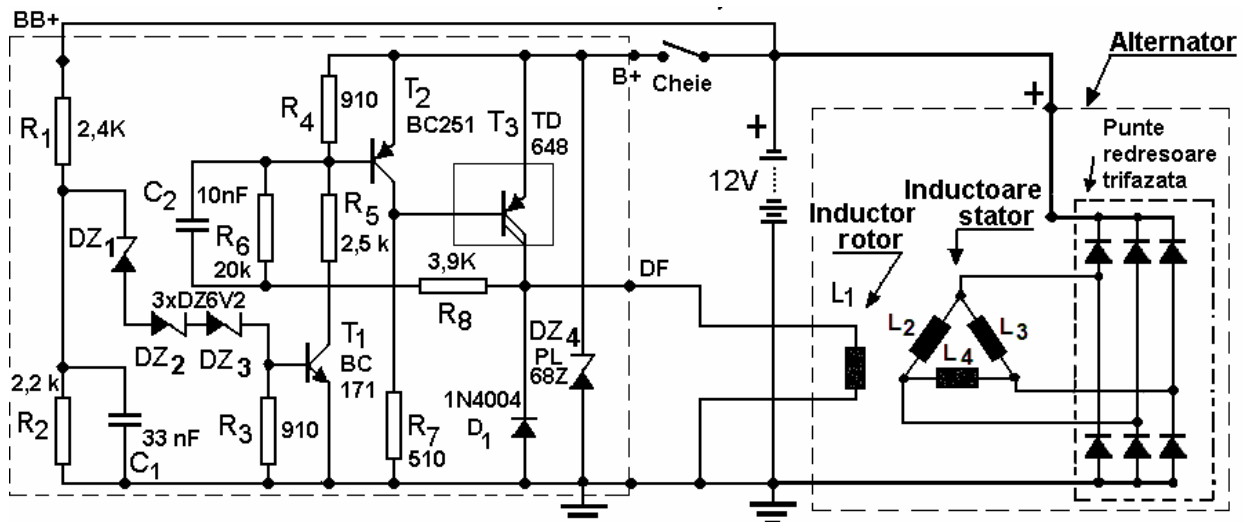 BB+
Alternator
B+
Cheie
R1
2,4K
R4
910
T2
BC251
T3
TD
648
+
+
12V
Punte
redresoare
trifazata
C2
10nF
R6
20k
R5
2,5 k
DZ1
3xDZ6V2
DZ2
DZ3
3,9K
R8
DF
Inductor
rotor
Inductoare
stator
L1
L2
L3
L4
T1
BC
171
DZ4
PL
68Z
2,2 k
R2
33 nF
C1
R3
910
R7
510
1N4004
D1